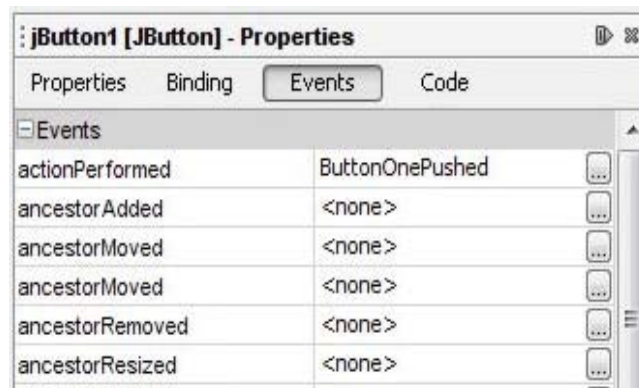 jButton1 [JButton] - Properties
Properties Binding Events Code
Events
actionPerformed ButtonOnePushed ...
ancestorAdded <none> ...
ancestorMoved <none> ...
ancestorMoved <none> ...
ancestorRemoved <none> ...
ancestorResized <none> ...